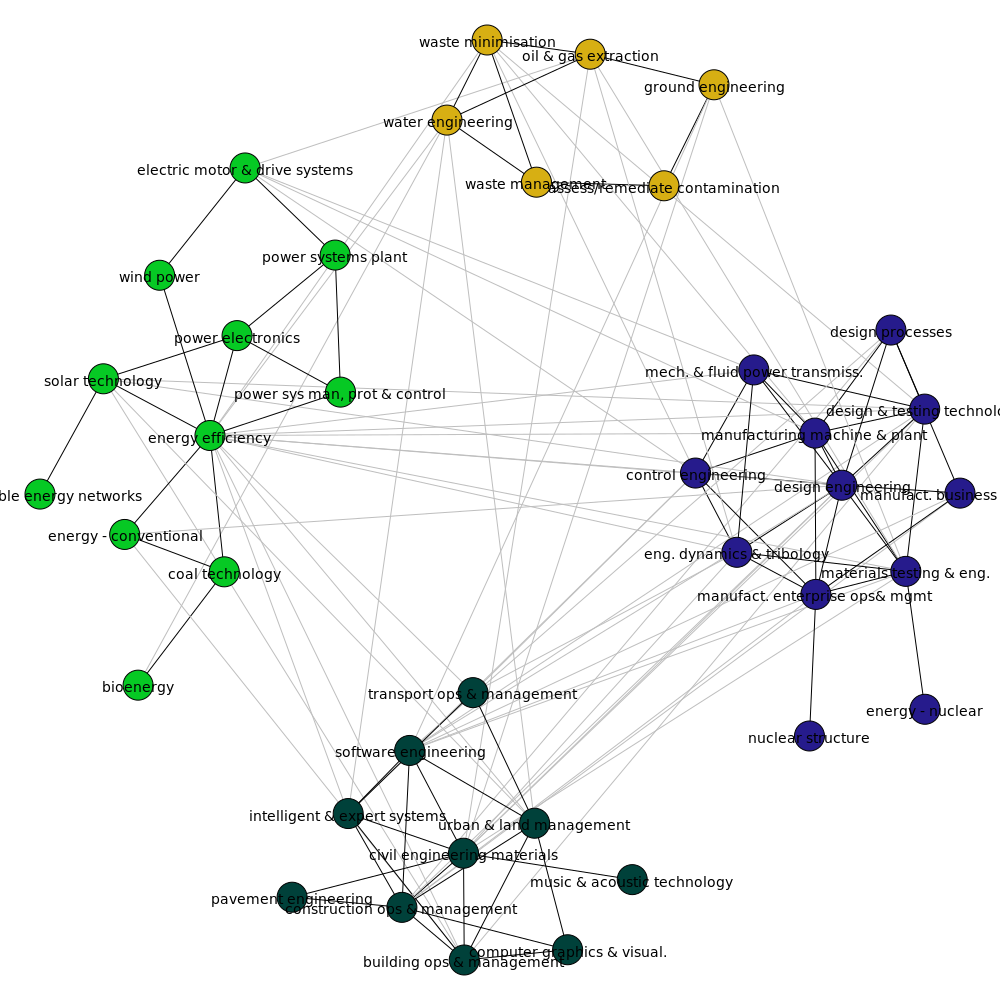 waste minimisation
oil & gas extraction
ground engineering
water engineering
electric motor & drive systems
waste management
assess/remediate contamination
power systems plant
wind power
design processes
power electronics
mech. & fluid power transmiss.
solar technology
power sys man, prot & control
design & testing technolo
manufacturing machine & plant
energy efficiency
control engineering
design engineering
ble energy networks
manufact. business
energy - conventional
eng. dynamics & tribology
coal technology
materials testing & eng.
manufact. enterprise ops& mgmt
bioenergy
transport ops & management
energy - nuclear
nuclear structure
software engineering
intelligent & expert systems
urban & land management
civil engineering materials
music & acoustic technology
pavement engineering
construction ops & management
computer graphics & visual.
building ops & management